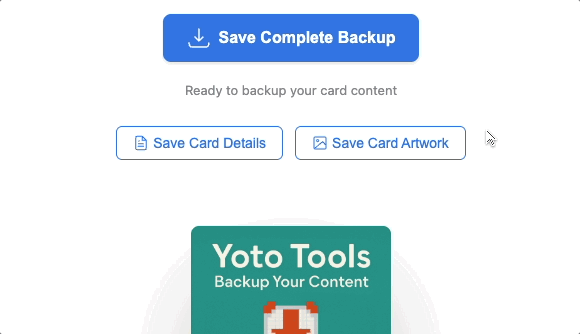 Save Complete Backup
Ready to backup your card content
Save Card Details
Save Card Artwork
Yoto Tools
Backup Your Content